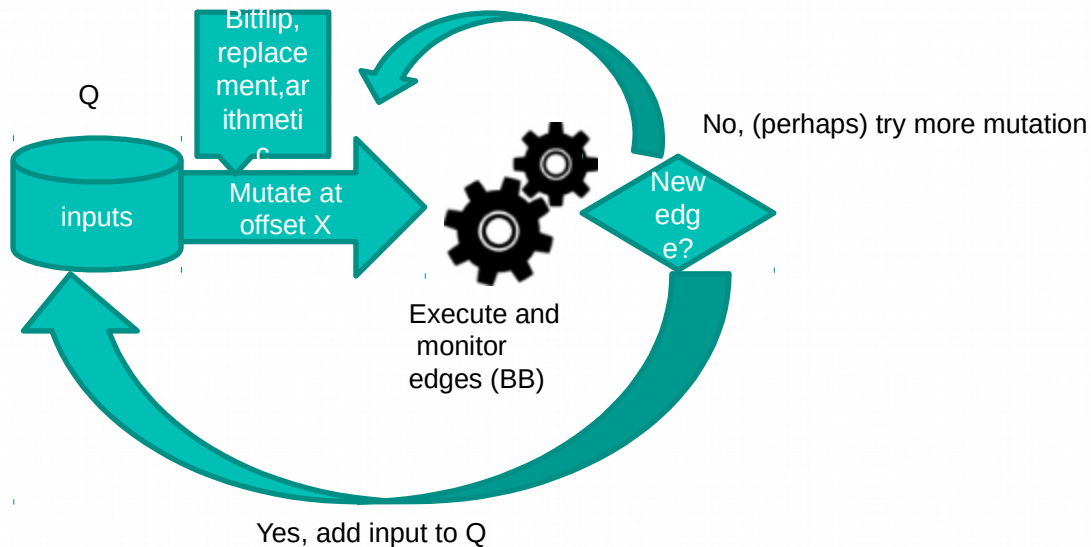 Bitflip,
replace
ment,ar
ithmeti
c
Q
No, (perhaps) try more mutation
inputs
Mutate at
offset X
New
edg
e?
Execute and
monitor
edges (BB)
Yes, add input to Q